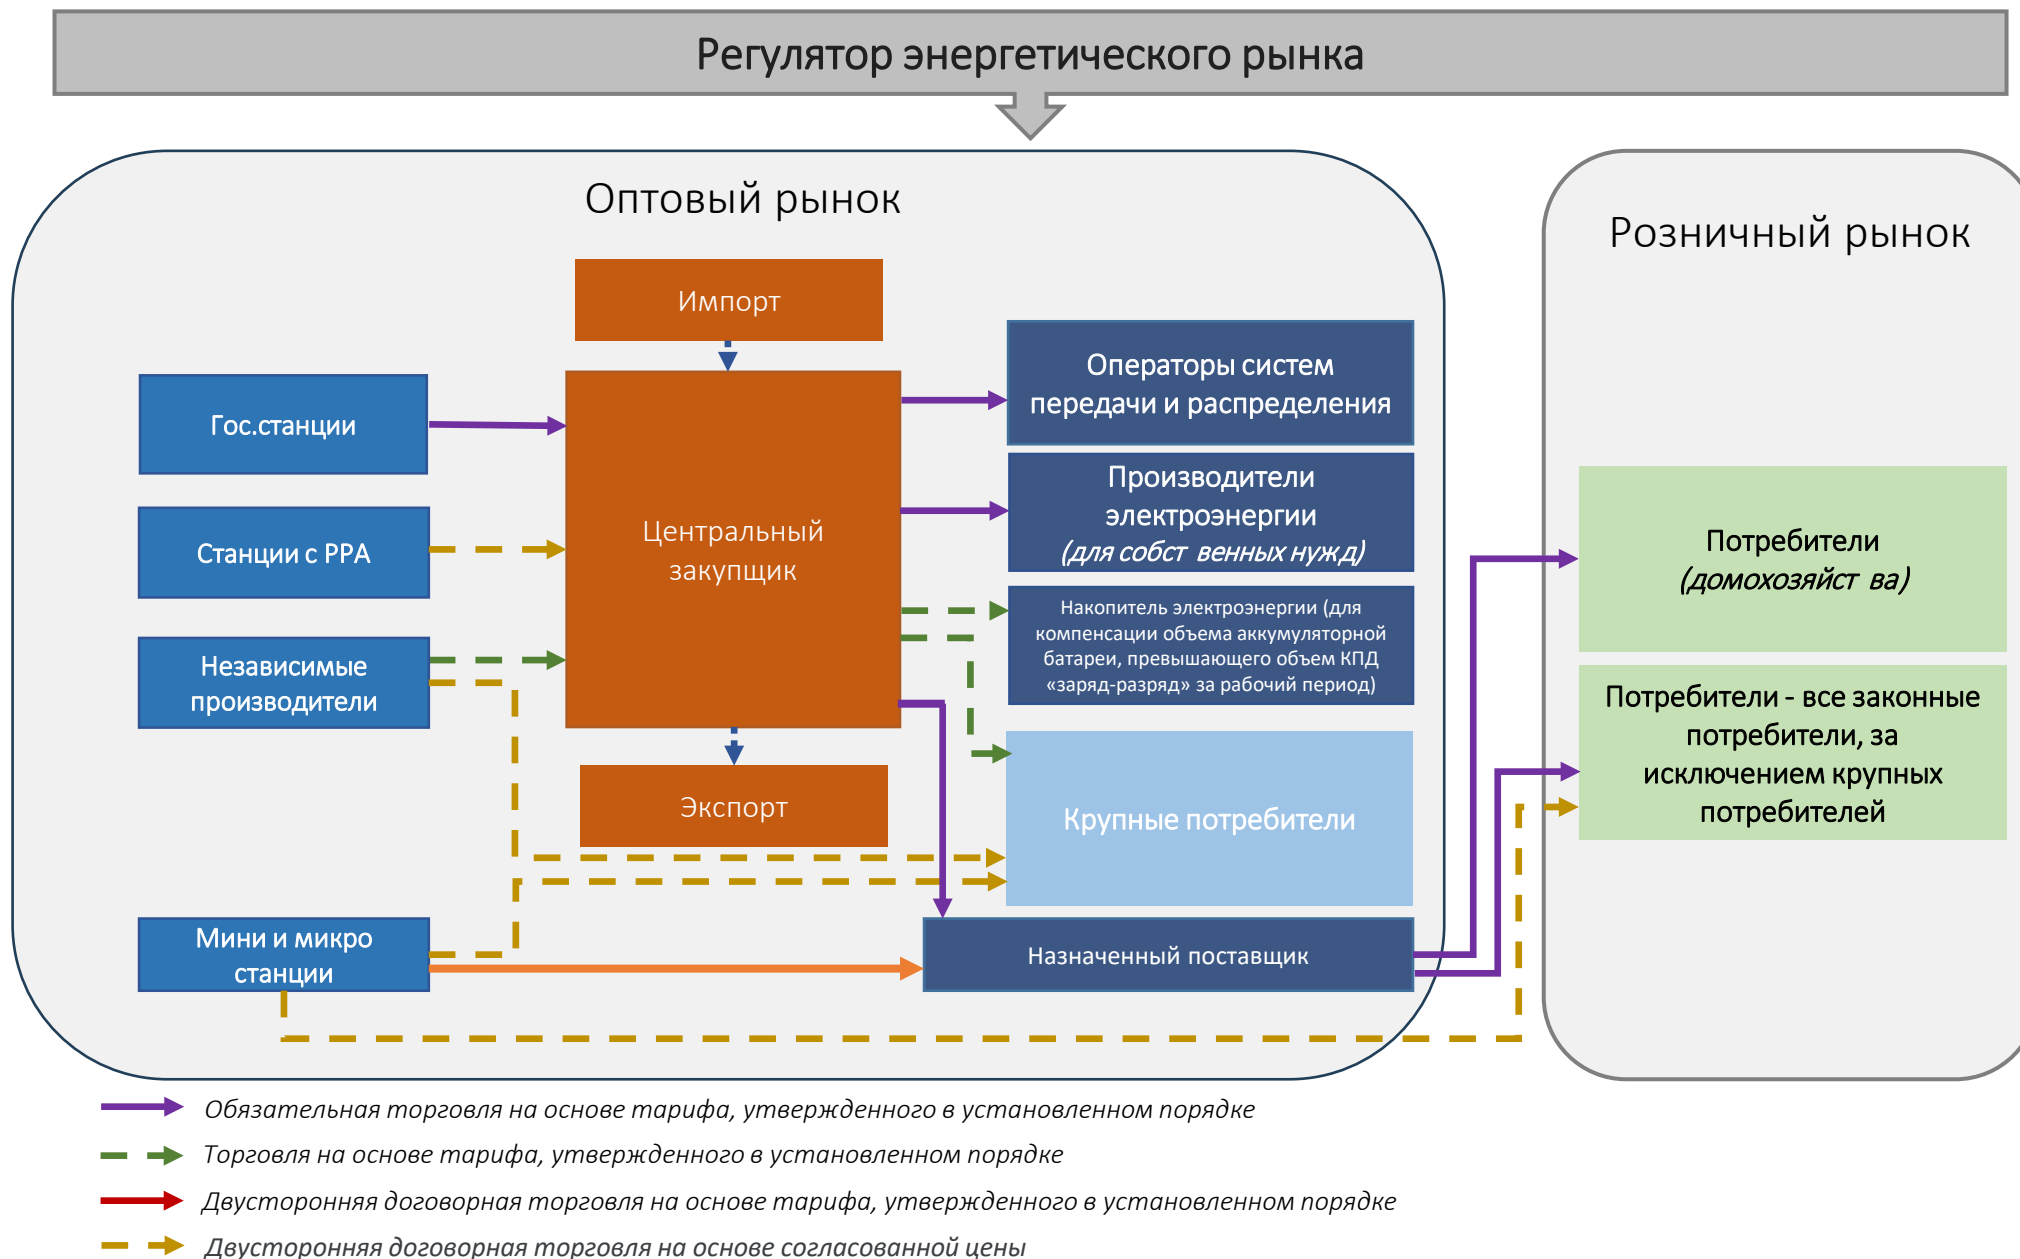 Регулятор энергетического рынка
Оптовый рынок
Розничный рынок
Импорт
Гос.станции
Станции с PPA
Независимые
производители
Мини и микро
станции
Центральный
закупщик
Экспорт
Операторы систем
передачи и распределения
Производители
электроэнергии
(для собст венных нужд)
Накопитель электроэнергии (для
компенсации объема аккумуляторной
батареи, превышающего объем КПД
«заряд-разряд» за рабочий период)
Крупные потребители
Назначенный поставщик
Потребители
(домохозяйст ва)
Потребители - все законные
потребители, за
исключением крупных
потребителей
Обязательная торговля на основе тарифа, утвержденного в установленном порядке
Торговля на основе тарифа, утвержденного в установленном порядке
Двусторонняя договорная торговля на основе тарифа, утвержденного в установленном порядке
Двусторонняя договорная торговля на основе согласованной цены